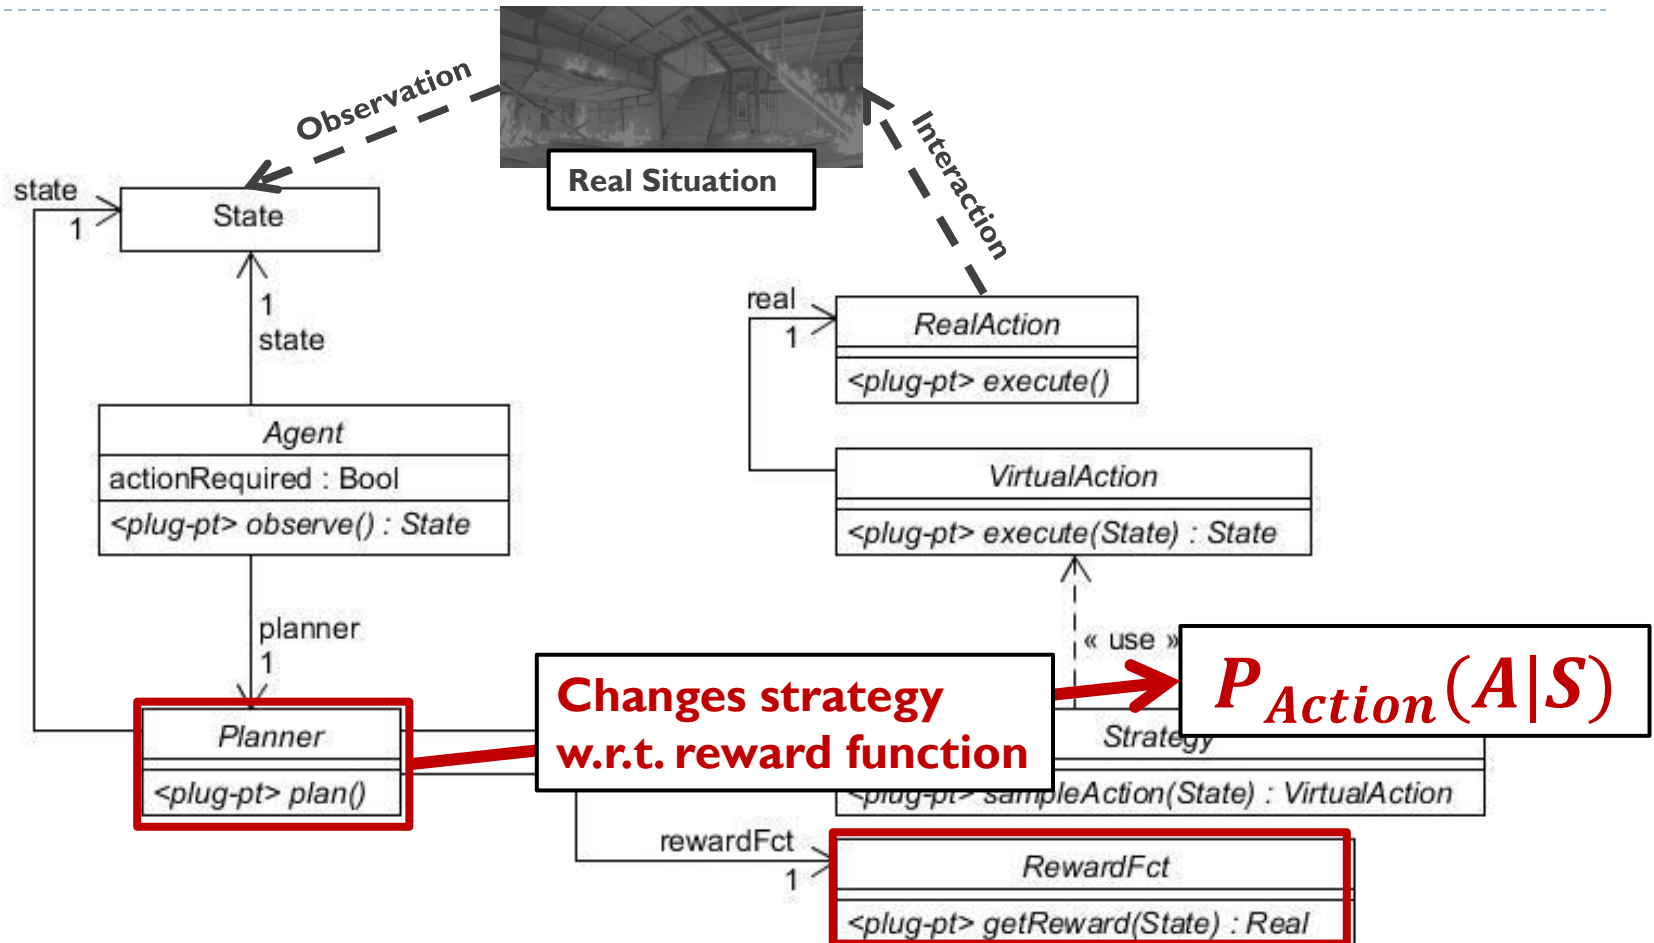 Observation
Interaction
Real Situation
state
1
State
1
state
real
1
RealAction
<plug-pt> execute()
Agent
actionRequired : Bool
<plug-pt> observe() : State
VirtualAction
<plug-pt> execute(State) : State
planner
1
« use »
P_Action(A|S)
Changes strategy
w.r.t. reward function
Planner
<plug-pt> plan()
Strategy
<plug-pt> sampleAction(State) : VirtualAction
rewardFct
1
RewardFct
<plug-pt> getReward(State) : Real